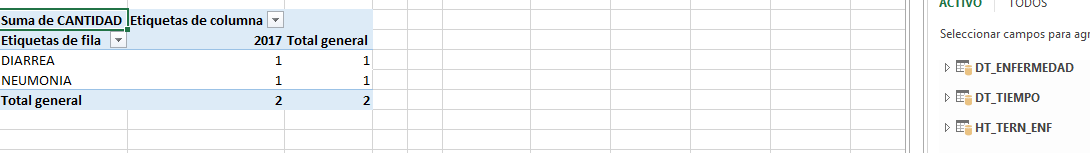 Suma de CANTIDAD Etiquetas de columna
Etiquetas de fila 2017 Total general
DIARREA 1 1
NEUMONIA 1 1
Total general 2 2
ACTIVO TODOS
Seleccionar campos para agr
DT_ENFERMEDAD
DT_TIEMPO
HT_TERN_ENF